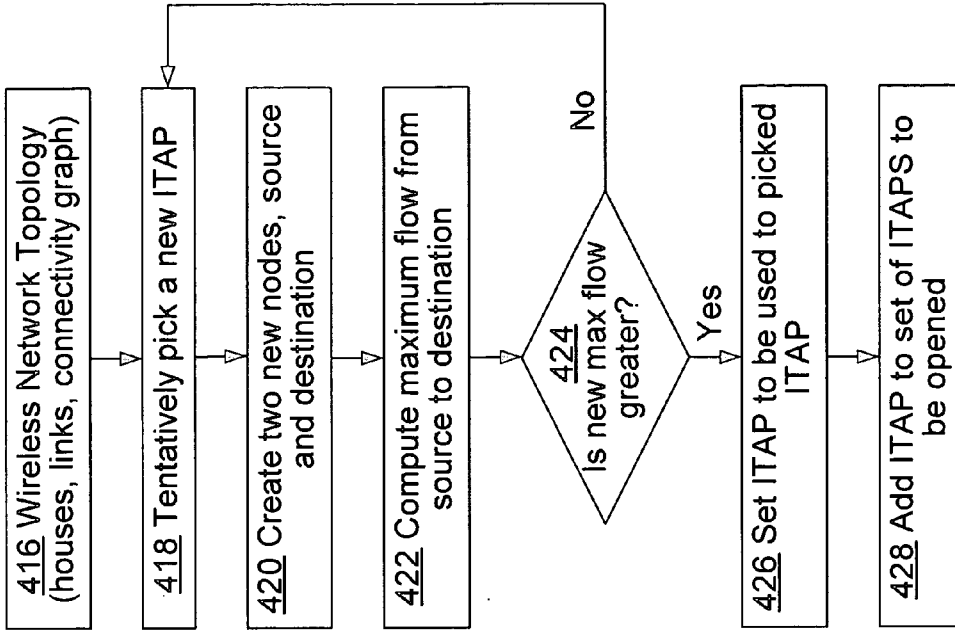 416 Wireless Network Topology
(houses, links, connectivity graph)
418 Tentatively pick a new ITAP
420 Create two new nodes, source
and destination
422 Compute maximum flow from
source to destination
424
Is new max flow
greater?
No
Yes
426 Set ITAP to be used to picked
ITAP
428 Add ITAP to set of ITAPS to
be opened